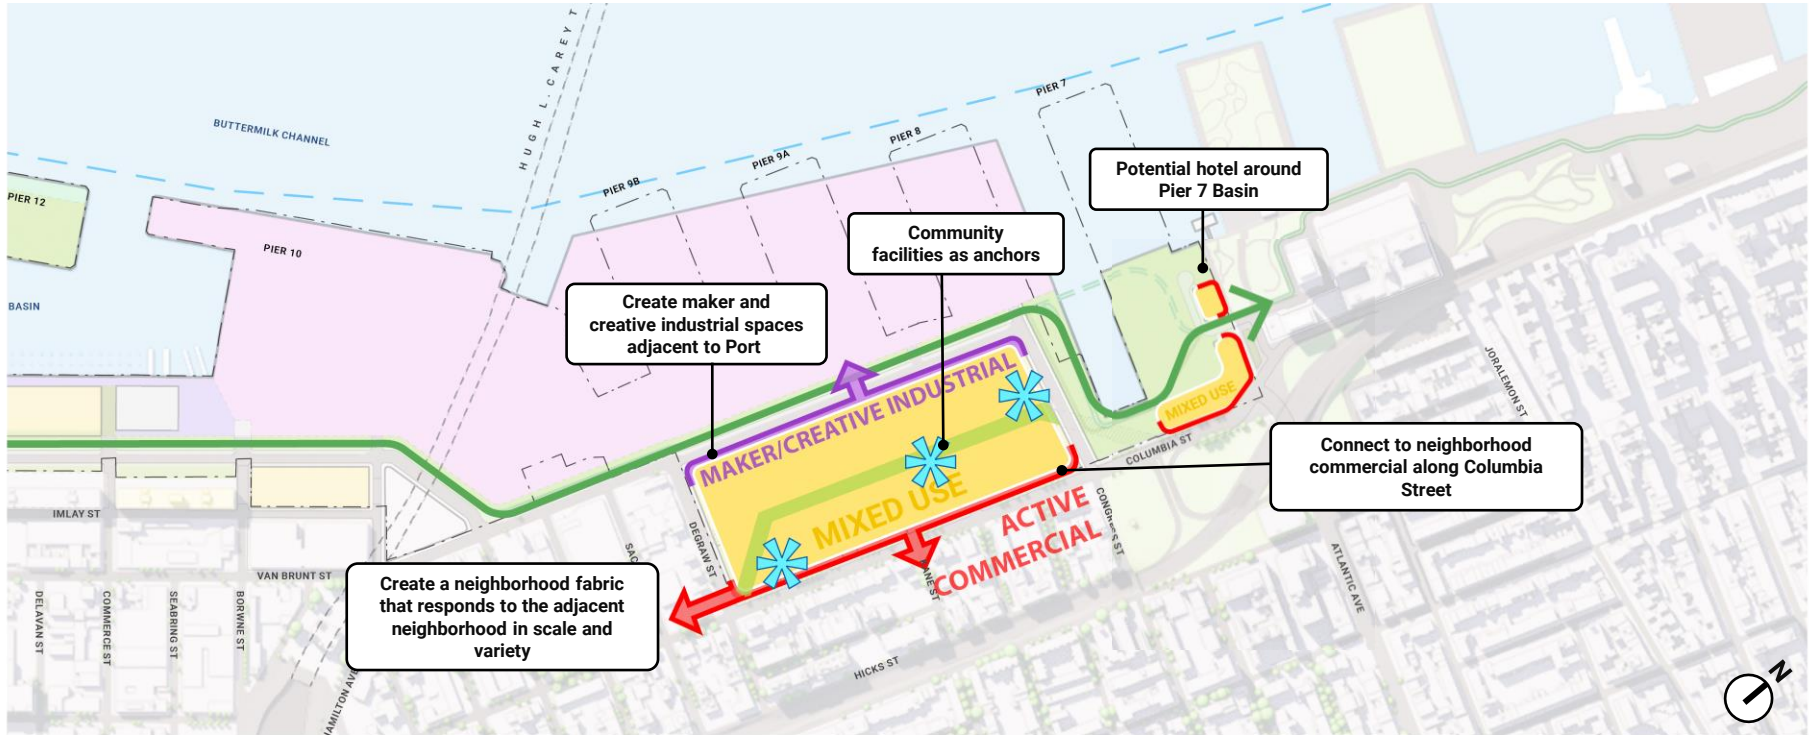 HUGH L. CAREY T
BUTTERMILK CHANNEL
PIER 7
PIER 8
PIER 9A
PIER 9B
PIER 12
PIER 10
BASIN
Potential hotel around
Pier 7 Basin
Community
facilities as anchors
Create maker and
creative industrial spaces
adjacent to Port
MAKER/CREATIVE INDUSTRIAL
MIXED USE
MIXED USE
ACTIVE
COMMERCIAL
Connect to neighborhood
commercial along Columbia
Street
Create a neighborhood fabric
that responds to the adjacent
neighborhood in scale and
variety
COLUMBIA ST
CONGRESS ST
JORALEMON ST
ATLANTIC AVE
DEGRAW ST
HICKS ST
IMLAY ST
VAN BRUNT ST
DELAVAN ST
COMMERCE ST
SEABRING ST
BORWNE ST
HAMILTON AVE
N